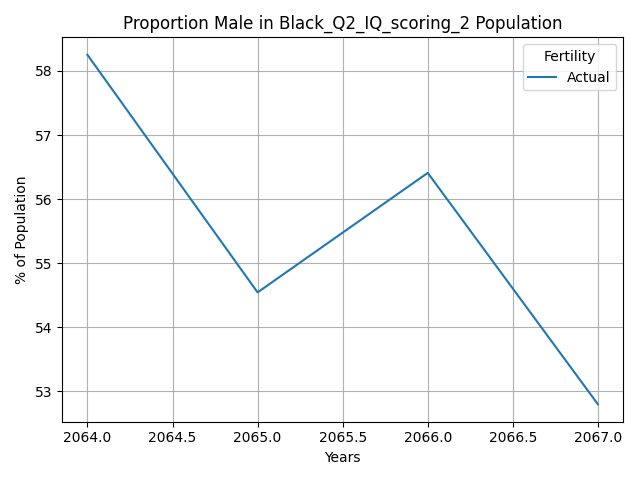 Proportion Male in Black_Q2_IQ_scoring_2 Population
Fertility
Actual
58
57
56
55
54
53
% of Population
2064.0 2064.5 2065.0 2065.5 2066.0 2066.5 2067.0
Years